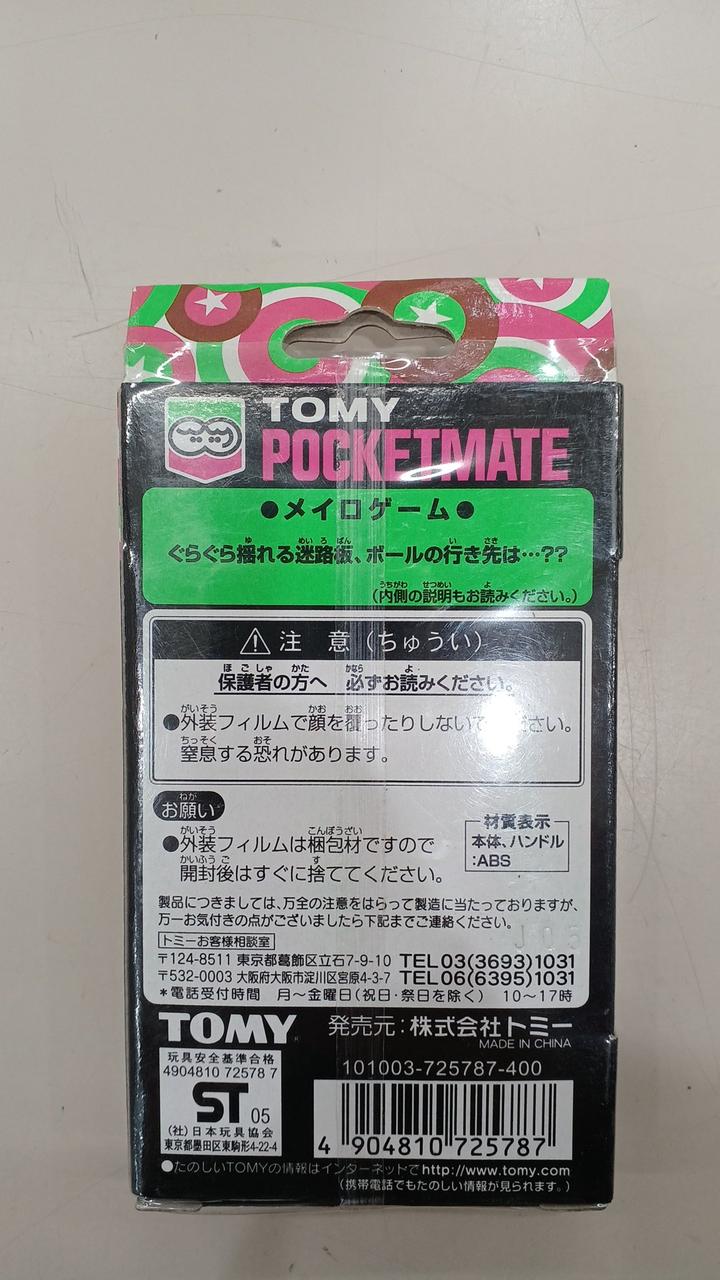 TOMY
POCKETMATE
●メイロゲーム●
ぐらぐら揺れる迷路板、ボールの行き先は…??
(内側の説明もお読みください。)
注 意(ちゅうい)
保護者の方へ 必ずお読みください。
●外装フィルムで顔を覆ったりしないで ださい。
窒息する恐れがあります。
お願い
●外装フィルムは梱包材ですので
開封後はすぐに捨ててください。
材質表示
本体、ハンドル
:ABS
製品につきましては、万全の注意をはらって製造に当たっておりますが、
万一お気付きの点がございましたら下記までご連絡ください。
トミーお客様相談室
〒124-8511 東京都葛飾区立石7-9-10 TEL03(3693)1031
〒532-0003 大阪府大阪市淀川区宮原4-3-7 TEL06(6395)1031
*電話受付時間 月〜金曜日(祝日・祭日を除く) 10〜17時
TOMY 発売元:株式会社トミー
MADE IN CHINA
101003-725787-400
玩具安全基準合格
4904810 72578 7
ST 05
(社)日本玩具協会
東京都墨田区東駒形4-22-4
4 904810 725787
●たのしいTOMYの情報はインターネットでhttp://www.tomy.com
(携帯電話でもたのしい情報が見られます。)